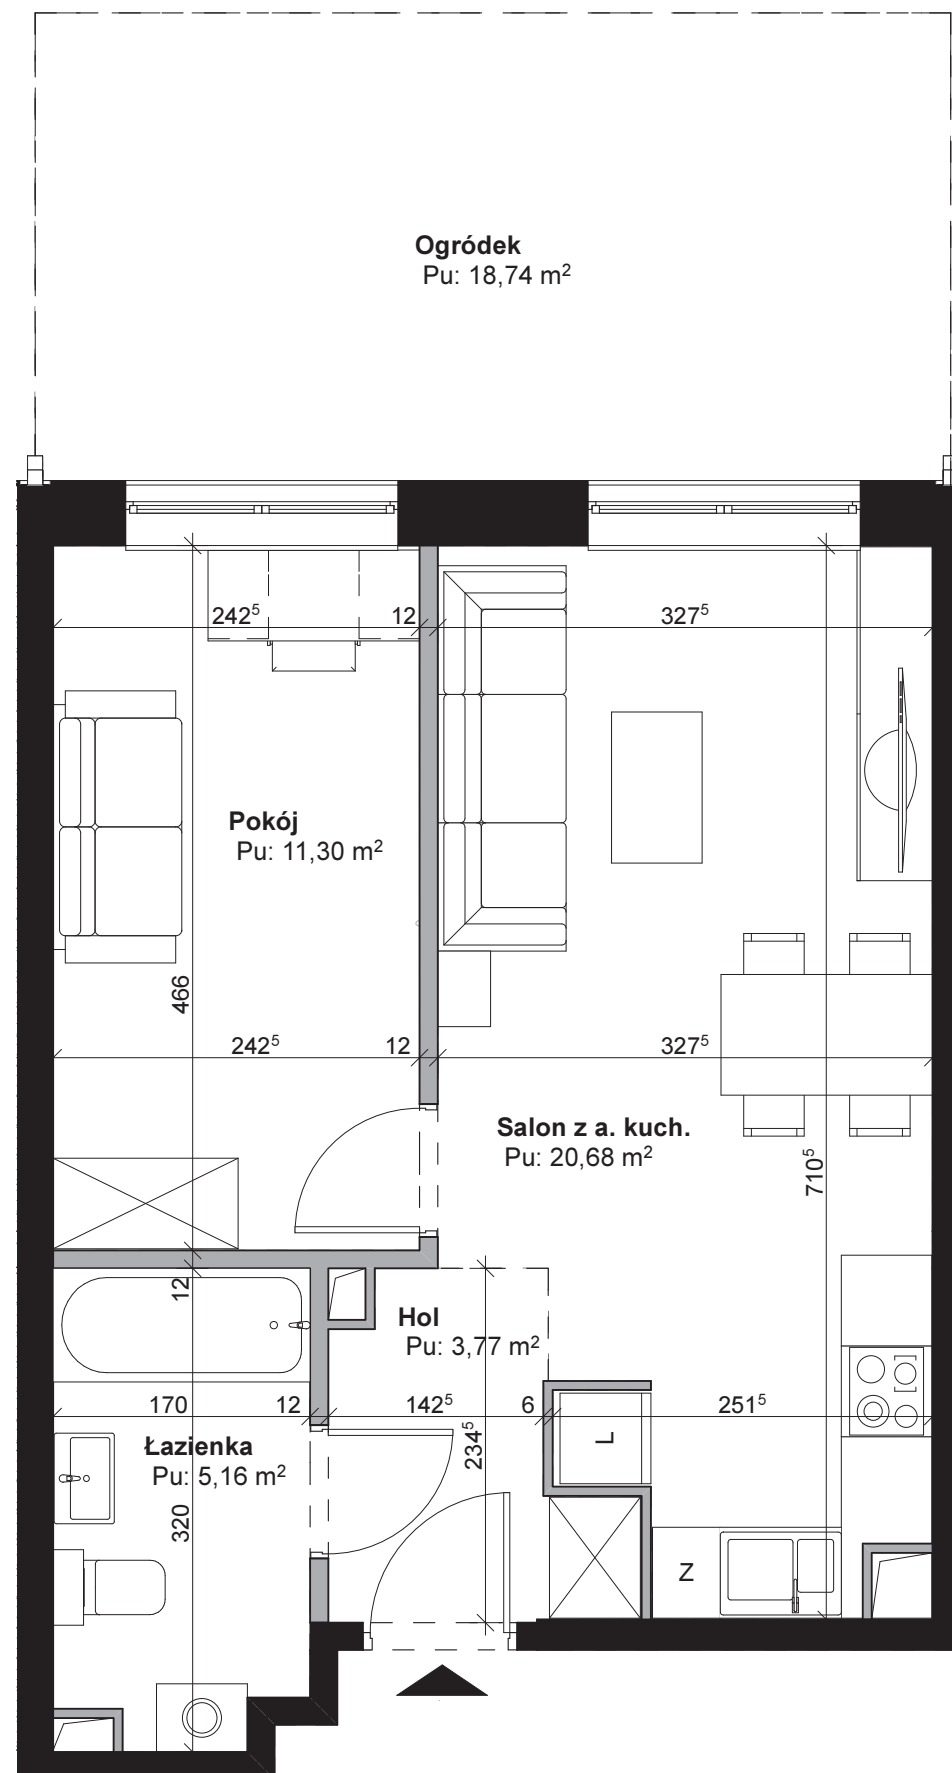 Ogródek
Pu: 18,74 m²
242⁵ 12 327⁵
Pokój
Pu: 11,30 m²
466
242⁵ 12 327⁵
Salon z a. kuch.
Pu: 20,68 m²
710⁵
12
Hol
Pu: 3,77 m²
170 12 142⁵ 6 251⁵
234⁵
L
Łazienka
Pu: 5,16 m²
320
Z